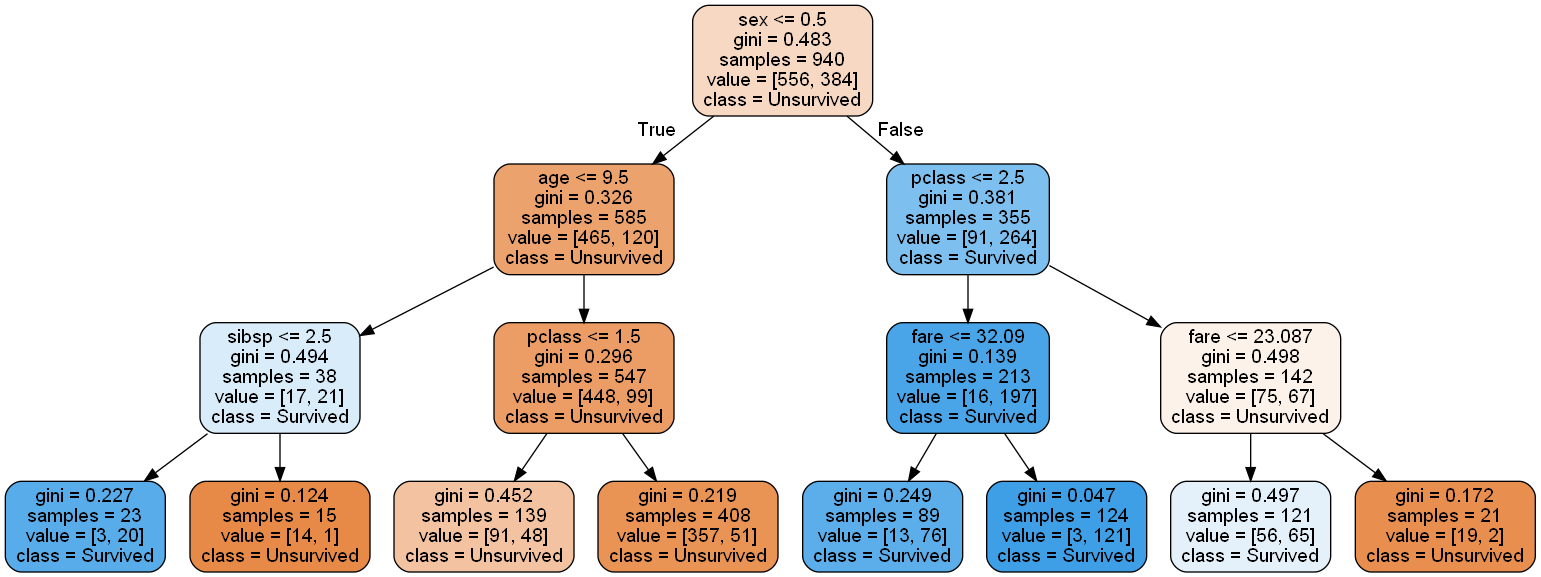 sex <= 0.5
gini = 0.483
samples = 940
value = [556, 384]
class = Unsurvived
True
False
age <= 9.5
gini = 0.326
samples = 585
value = [465, 120]
class = Unsurvived
pclass <= 2.5
gini = 0.381
samples = 355
value = [91, 264]
class = Survived
sibsp <= 2.5
gini = 0.494
samples = 38
value = [17, 21]
class = Survived
pclass <= 1.5
gini = 0.296
samples = 547
value = [448, 99]
class = Unsurvived
fare <= 32.09
gini = 0.139
samples = 213
value = [16, 197]
class = Survived
fare <= 23.087
gini = 0.498
samples = 142
value = [75, 67]
class = Unsurvived
gini = 0.227
samples = 23
value = [3, 20]
class = Survived
gini = 0.124
samples = 15
value = [14, 1]
class = Unsurvived
gini = 0.452
samples = 139
value = [91, 48]
class = Unsurvived
gini = 0.219
samples = 408
value = [357, 51]
class = Unsurvived
gini = 0.249
samples = 89
value = [13, 76]
class = Survived
gini = 0.047
samples = 124
value = [3, 121]
class = Survived
gini = 0.497
samples = 121
value = [56, 65]
class = Survived
gini = 0.172
samples = 21
value = [19, 2]
class = Unsurvived